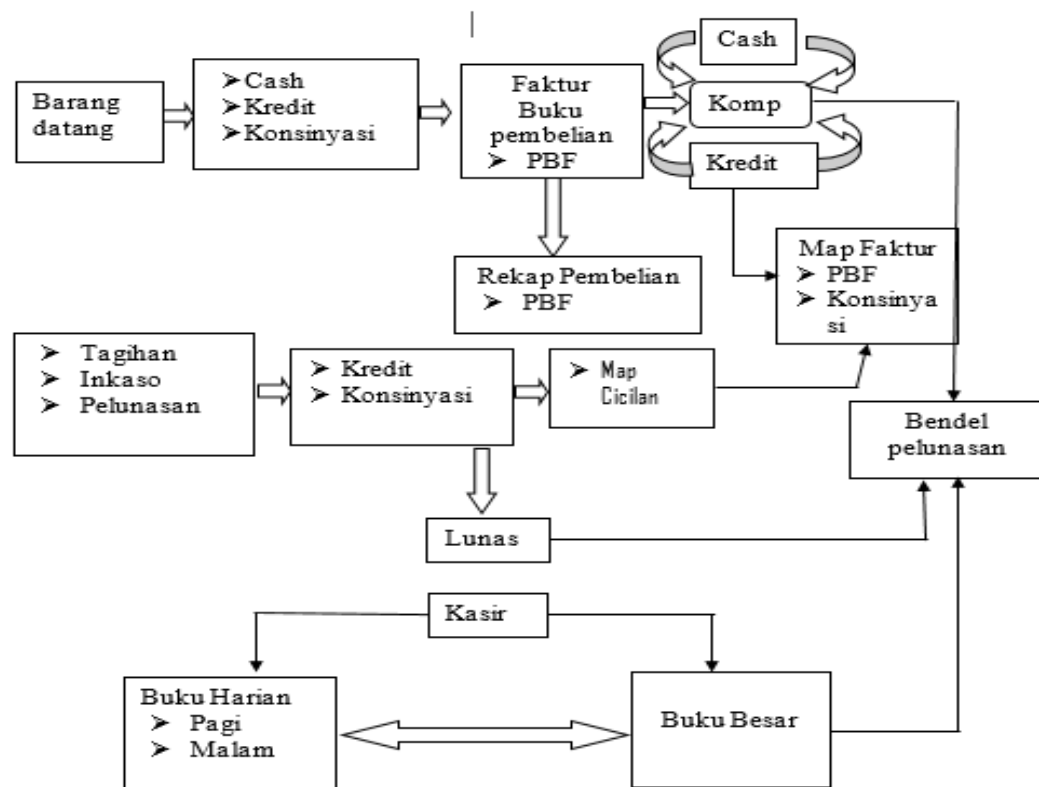 Barang
datang
➤ Cash
➤ Kredit
➤ Konsinyasi
Faktur
Buku
pembelian
➤ PBF
Cash
Komp
Kredit
Rekap Pembelian
➤ PBF
Map Faktur
➤ PBF
➤ Konsinya
si
➤ Tagihan
➤ Inkaso
➤ Pelunasan
➤ Kredit
➤ Konsinyasi
➤ Map
Cicilan
Bendel
pelunasan
Lunas
Kasir
Buku Harian
➤ Pagi
➤ Malam
Buku Besar